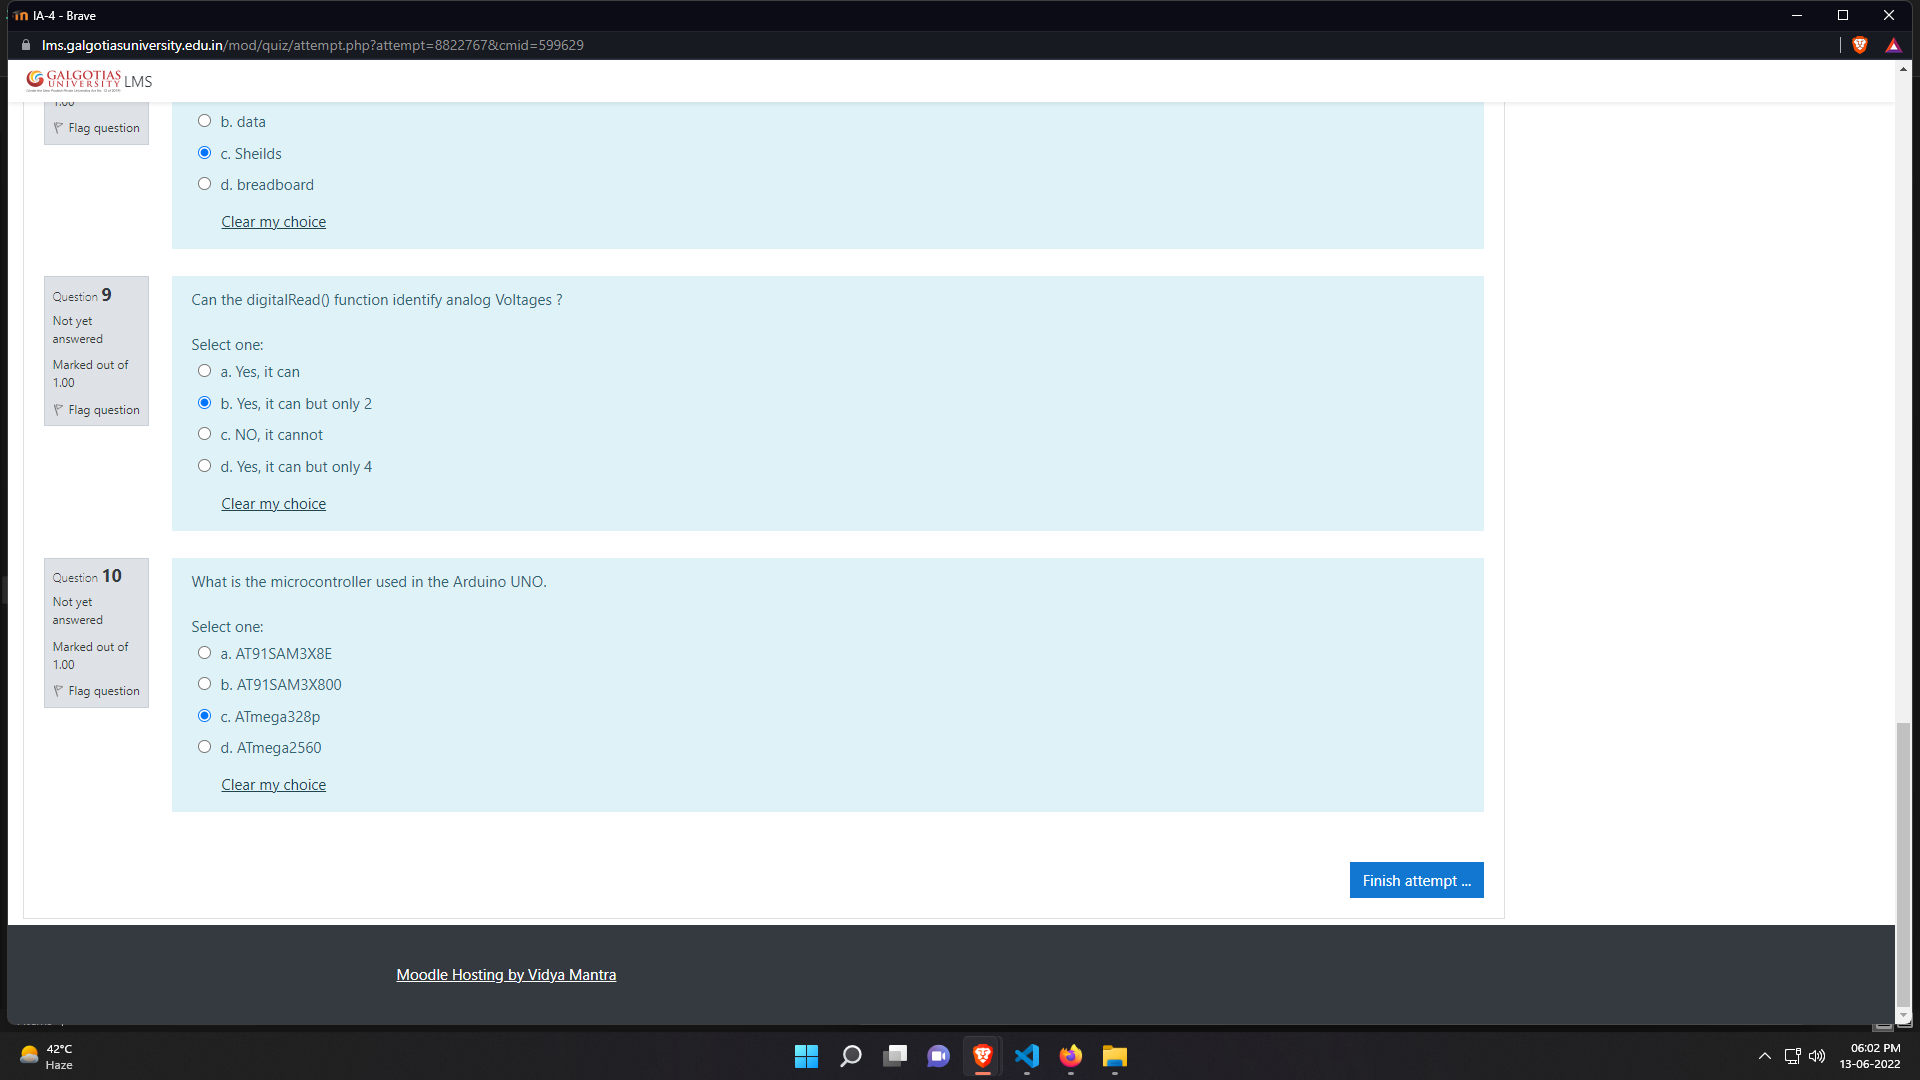 IA-4 - Brave
lms.galgotiasuniversity.edu.in/mod/quiz/attempt.php?attempt=8822767&cmid=599629
GALGOTIAS
UNIVERSITY LMS
1.00
Flag question
b. data
c. Sheilds
d. breadboard
Clear my choice
Question 9
Not yet
answered
Marked out of
1.00
Flag question
Can the digitalRead() function identify analog Voltages ?
Select one:
a. Yes, it can
b. Yes, it can but only 2
c. NO, it cannot
d. Yes, it can but only 4
Clear my choice
Question 10
Not yet
answered
Marked out of
1.00
Flag question
What is the microcontroller used in the Arduino UNO.
Select one:
a. AT91SAM3X8E
b. AT91SAM3X800
c. ATmega328p
d. ATmega2560
Clear my choice
Finish attempt ...
Moodle Hosting by Vidya Mantra
42°C
Haze
06:02 PM
13-06-2022